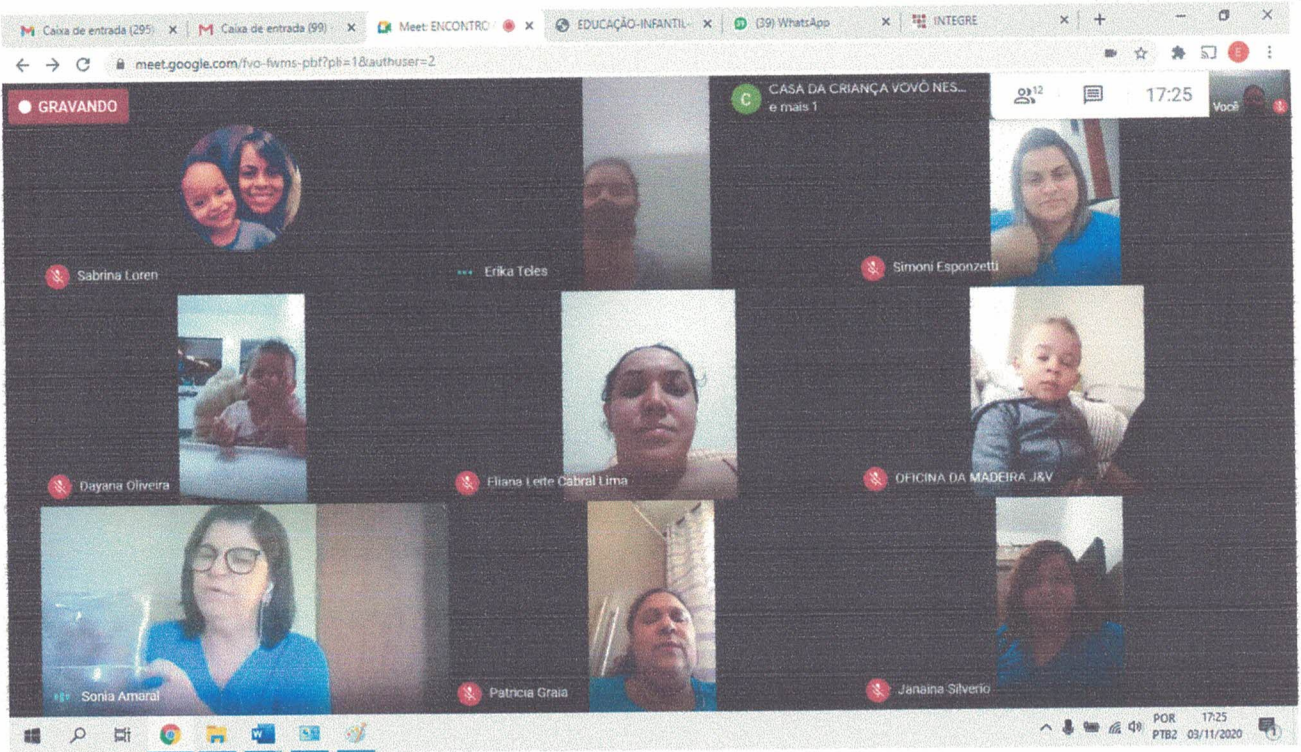 Caixa de entrada (295)
Caixa de entrada (99)
Meet: ENCONTRO
EDUCAÇÃO-INFANTIL-
(39) WhatsApp
INTEGRE
meet.google.com/fvo-fwms-pbf?pli=1&authuser=2
E
GRAVANDO
C
CASA DA CRIANÇA VOVÔ NES...
e mais 1
12
17:25
Você
Sabrina Loren
Erika Teles
Simoni Esponzetti
Dayana Oliveira
Eliana Leite Cabral Lima
OFICINA DA MADEIRA J&V
Sonia Amaral
Patricia Graia
Janaina Silverio
POR
PTB2
17:25
03/11/2020
1